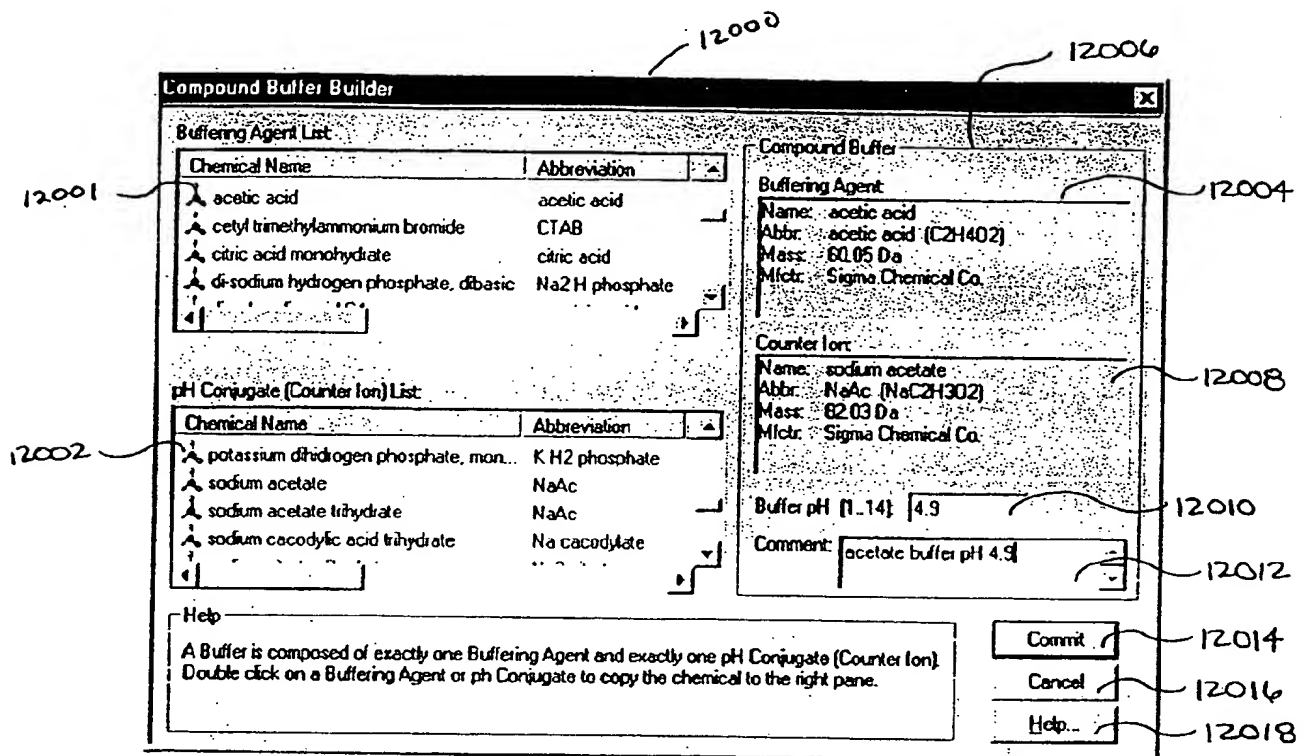 12000
12006
Compound Buffer Builder
Buffering Agent List:
Chemical Name Abbreviation
12001
acetic acid acetic acid
cetyl trimethylammonium bromide CTAB
citric acid monohydrate citric acid
di-sodium hydrogen phosphate, dibasic Na2 H phosphate
pH Conjugate (Counter Ion) List:
Chemical Name Abbreviation
12002
potassium dihidrogen phosphate, mon... K H2 phosphate
sodium acetate NaAc
sodium acetate trihydrate NaAc
sodium cacodylic acid trihydrate Na cacodylate
Compound Buffer
Buffering Agent:
12004
Name: acetic acid
Abbr: acetic acid (C2H4O2)
Mass: 60.05 Da
Mfctr: Sigma Chemical Co.
Counter Ion:
Name: sodium acetate
12008
Abbr: NaAc (NaC2H3O2)
Mass: 82.03 Da
Mfctr: Sigma Chemical Co.
Buffer pH (1..14): 4.9
12010
Comment: acetate buffer pH 4.9
12012
Help
A Buffer is composed of exactly one Buffering Agent and exactly one pH Conjugate (Counter Ion).
Double click on a Buffering Agent or ph Conjugate to copy the chemical to the right pane.
Commit
12014
Cancel
12016
Help...
12018